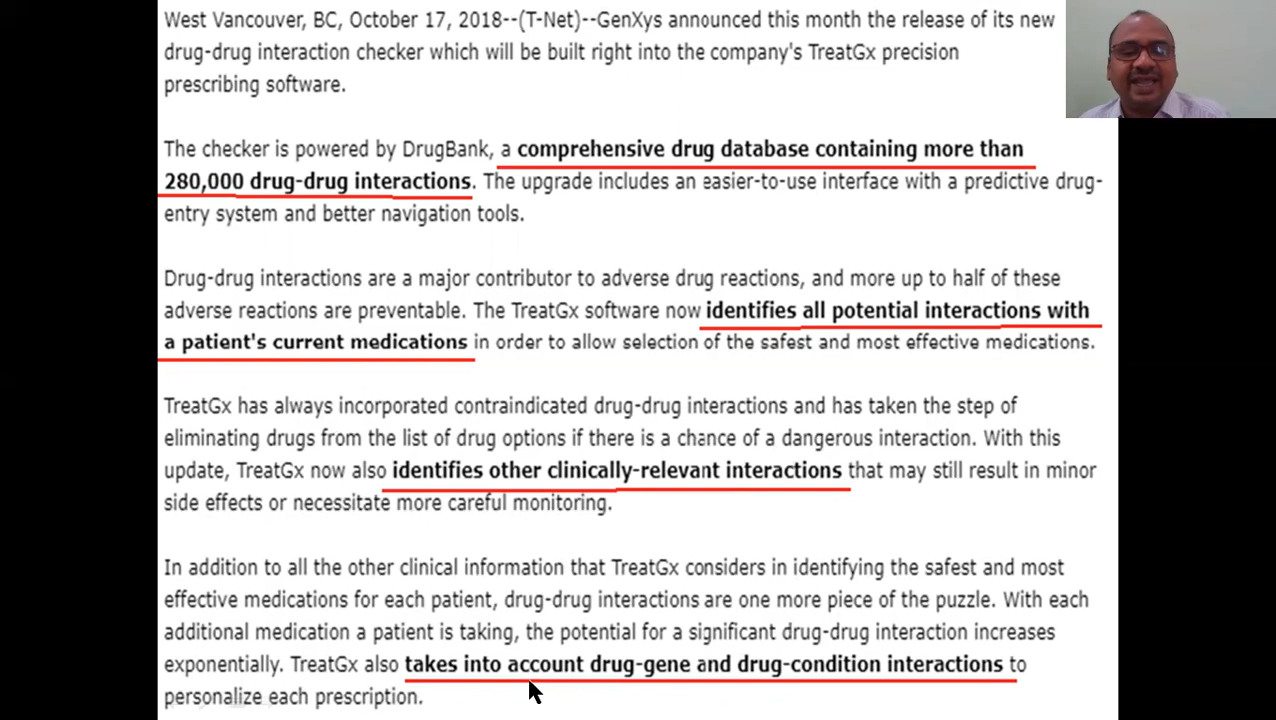 West Vancouver, BC, October 17, 2018--(T-Net)--GenXys announced this month the release of its new
drug-drug interaction checker which will be built right into the company's TreatGx precision
prescribing software.
The checker is powered by DrugBank, a comprehensive drug database containing more than
280,000 drug-drug interactions. The upgrade includes an easier-to-use interface with a predictive drug-
entry system and better navigation tools.
Drug-drug interactions are a major contributor to adverse drug reactions, and more up to half of these
adverse reactions are preventable. The TreatGx software now identifies all potential interactions with
a patient's current medications in order to allow selection of the safest and most effective medications.
TreatGx has always incorporated contraindicated drug-drug interactions and has taken the step of
eliminating drugs from the list of drug options if there is a chance of a dangerous interaction. With this
update, TreatGx now also identifies other clinically-relevant interactions that may still result in minor
side effects or necessitate more careful monitoring.
In addition to all the other clinical information that TreatGx considers in identifying the safest and most
effective medications for each patient, drug-drug interactions are one more piece of the puzzle. With each
additional medication a patient is taking, the potential for a significant drug-drug interaction increases
exponentially. TreatGx also takes into account drug-gene and drug-condition interactions to
personalize each prescription.